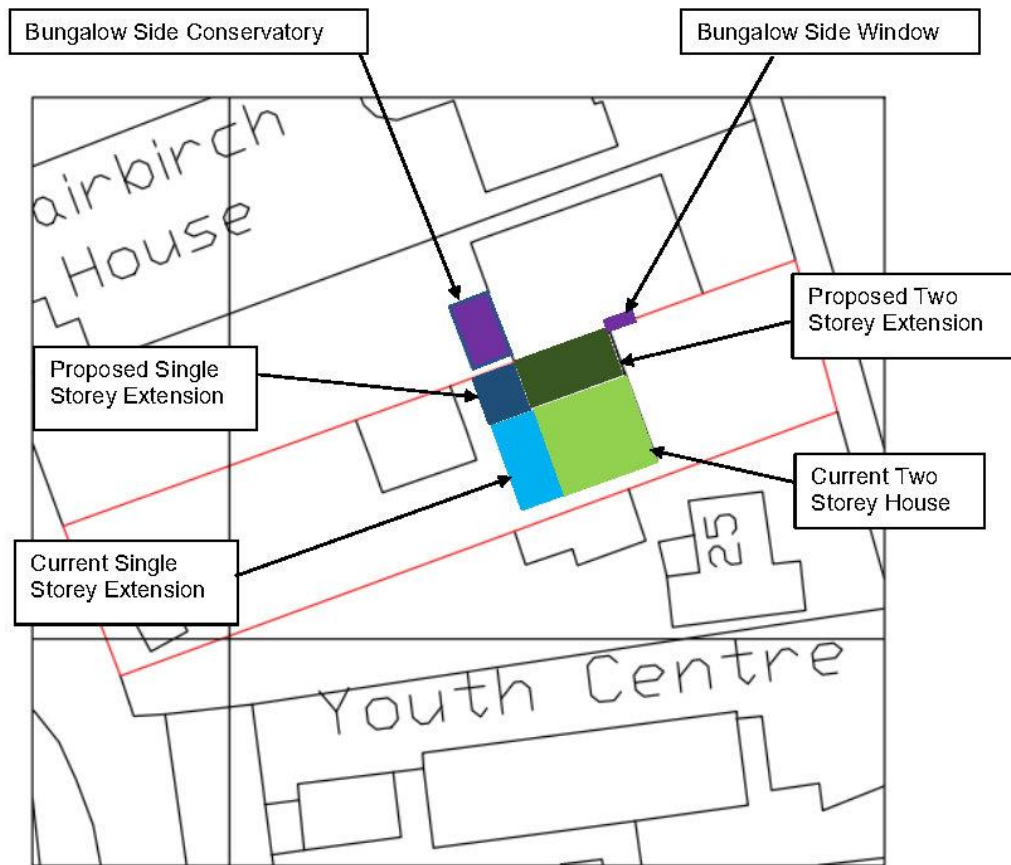 Bungalow Side Conservatory
Bungalow Side Window
airbirch
House
Proposed Two
Storey Extension
Proposed Single
Storey Extension
Current Two
Storey House
25
Current Single
Storey Extension
Youth Centre